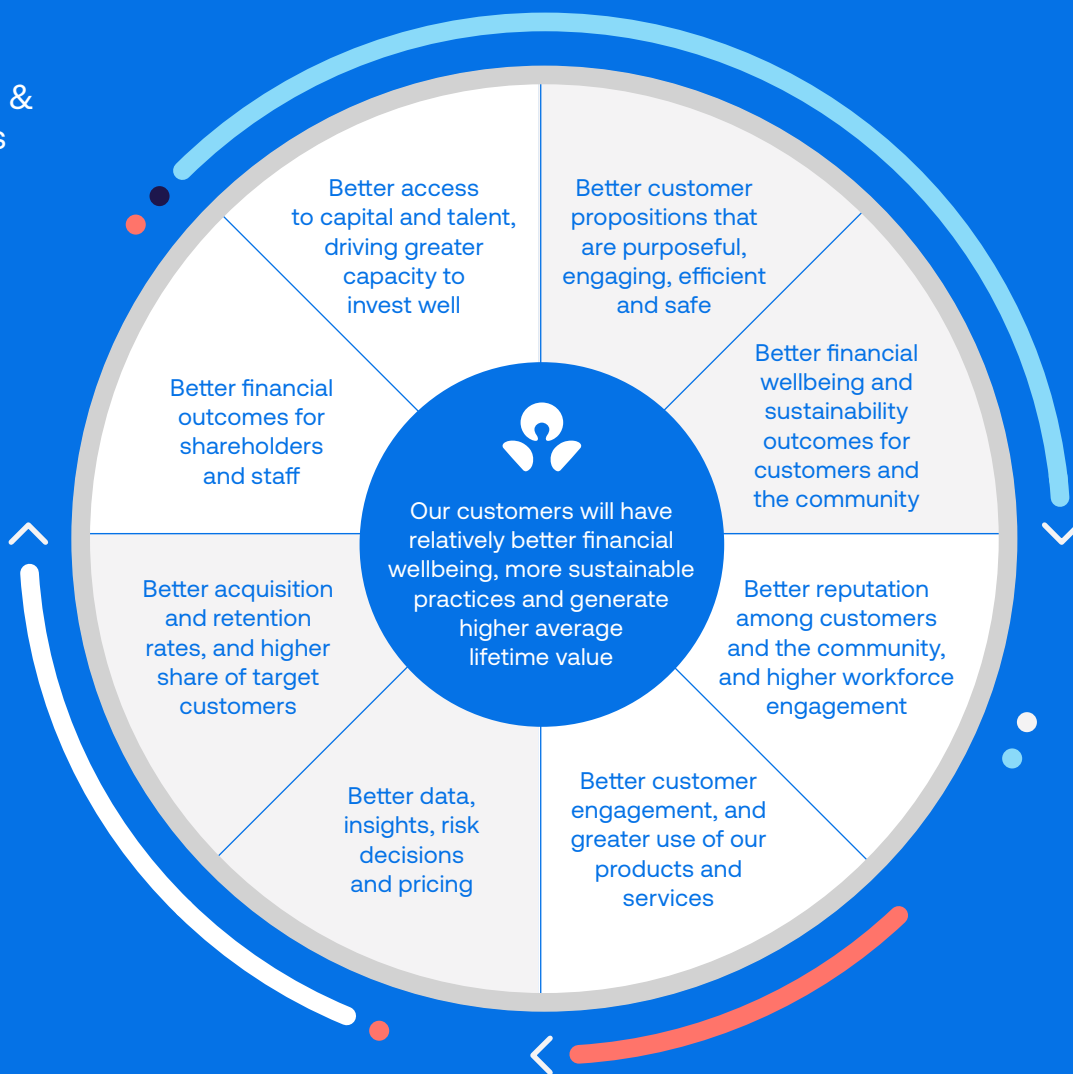 &
s
Better access
to capital and talent,
driving greater
capacity to
invest well
Better customer
propositions that
are purposeful,
engaging, efficient
and safe
Better financial
wellbeing and
sustainability
outcomes for
customers and
the community
Better reputation
among customers
and the community,
and higher workforce
engagement
Better customer
engagement, and
greater use of our
products and
services
Better data,
insights, risk
decisions
and pricing
Better acquisition
and retention
rates, and higher
share of target
customers
Better financial
outcomes for
shareholders
and staff
Our customers will have
relatively better financial
wellbeing, more sustainable
practices and generate
higher average
lifetime value